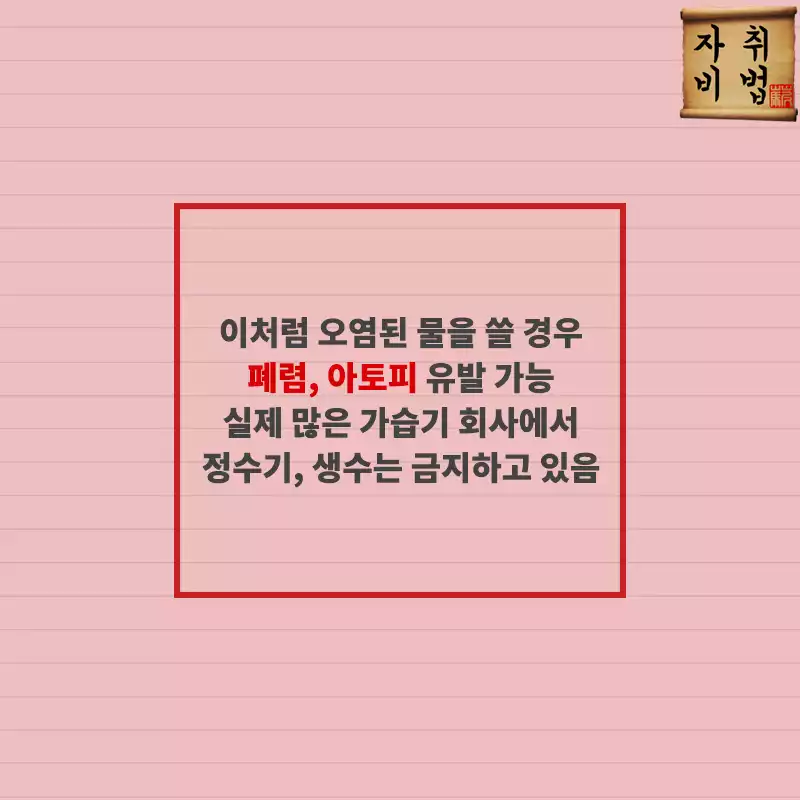 자취
비법
이처럼 오염된 물을 쓸 경우
폐렴, 아토피 유발 가능
실제 많은 가습기 회사에서
정수기, 생수는 금지하고 있음